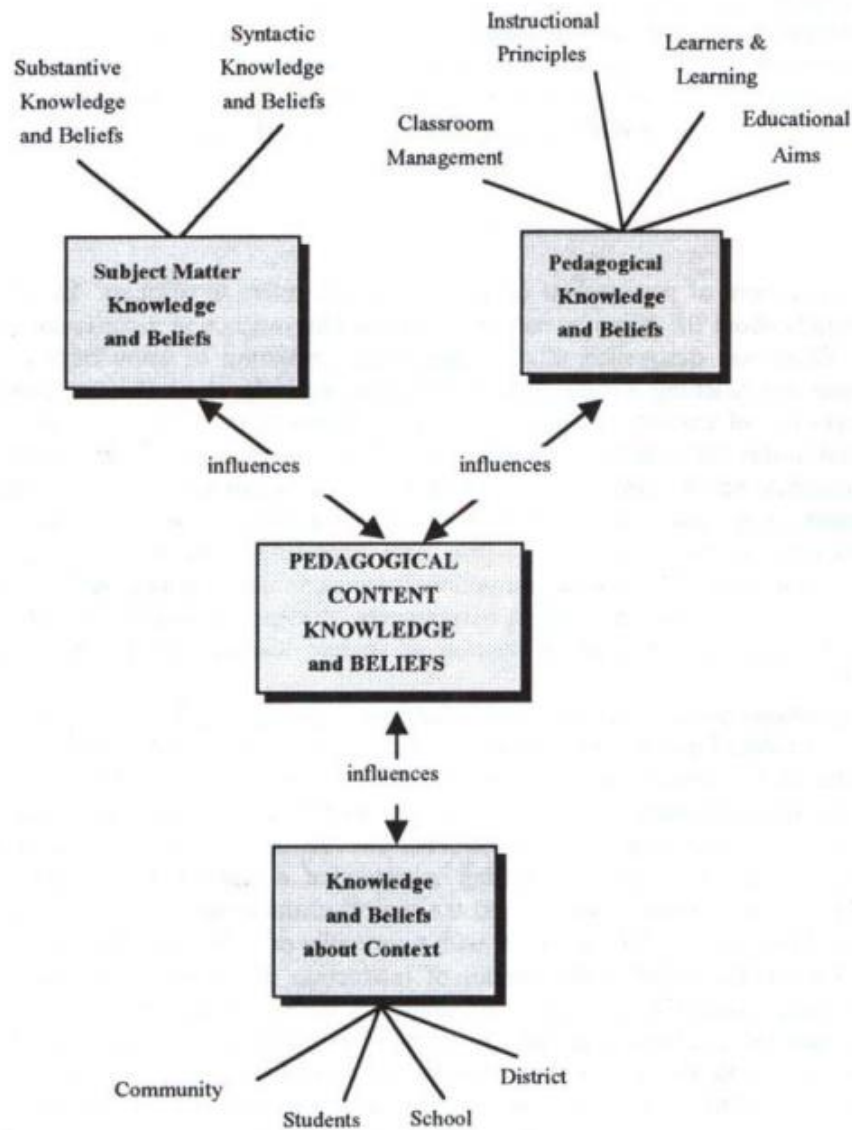 Substantive
Knowledge
and Beliefs
Syntactic
Knowledge
and Beliefs
Classroom
Management
Instructional
Principles
Learners &
Learning
Educational
Aims
Subject Matter
Knowledge
and Beliefs
Pedagogical
Knowledge
and Beliefs
influences
influences
PEDAGOGICAL
CONTENT
KNOWLEDGE
and BELIEFS
influences
Knowledge
and Beliefs
about Context
Community
Students
School
District